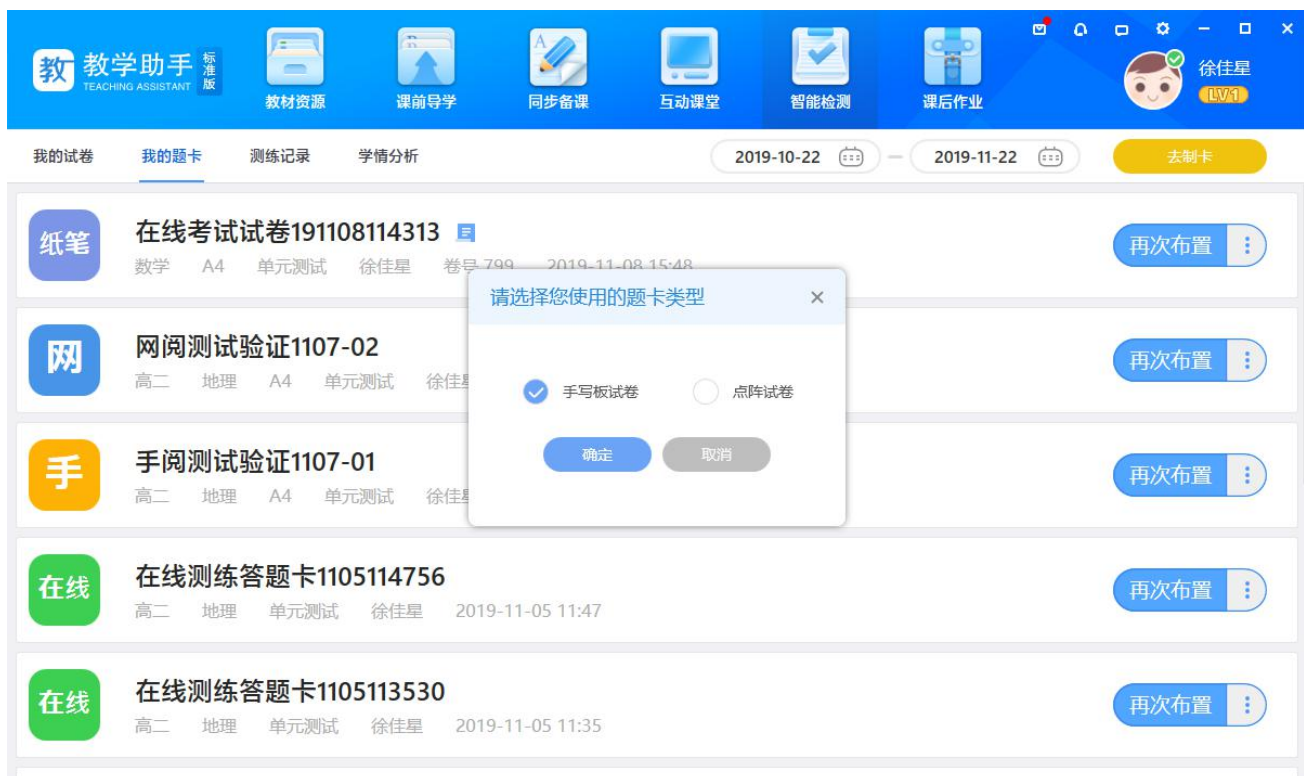 教 教学助手 标准版
TEACHING ASSISTANT
教材资源 课前导学 同步备课 互动课堂 智能检测 课后作业
徐佳星
LV1
我的试卷 我的题卡 测练记录 学情分析 2019-10-22 — 2019-11-22 去制卡
纸笔 在线考试试卷191108114313 再次布置
数学 A4 单元测试 徐佳星 卷号 799 2019-11-08 15:48
请选择您使用的题卡类型
手写板试卷 点阵试卷
确定 取消
网 网阅测试验证1107-02 再次布置
高二 地理 A4 单元测试 徐佳星
手 手阅测试验证1107-01 再次布置
高二 地理 A4 单元测试 徐佳星
在线 在线测练答题卡1105114756 再次布置
高二 地理 单元测试 徐佳星 2019-11-05 11:47
在线 在线测练答题卡1105113530 再次布置
高二 地理 单元测试 徐佳星 2019-11-05 11:35